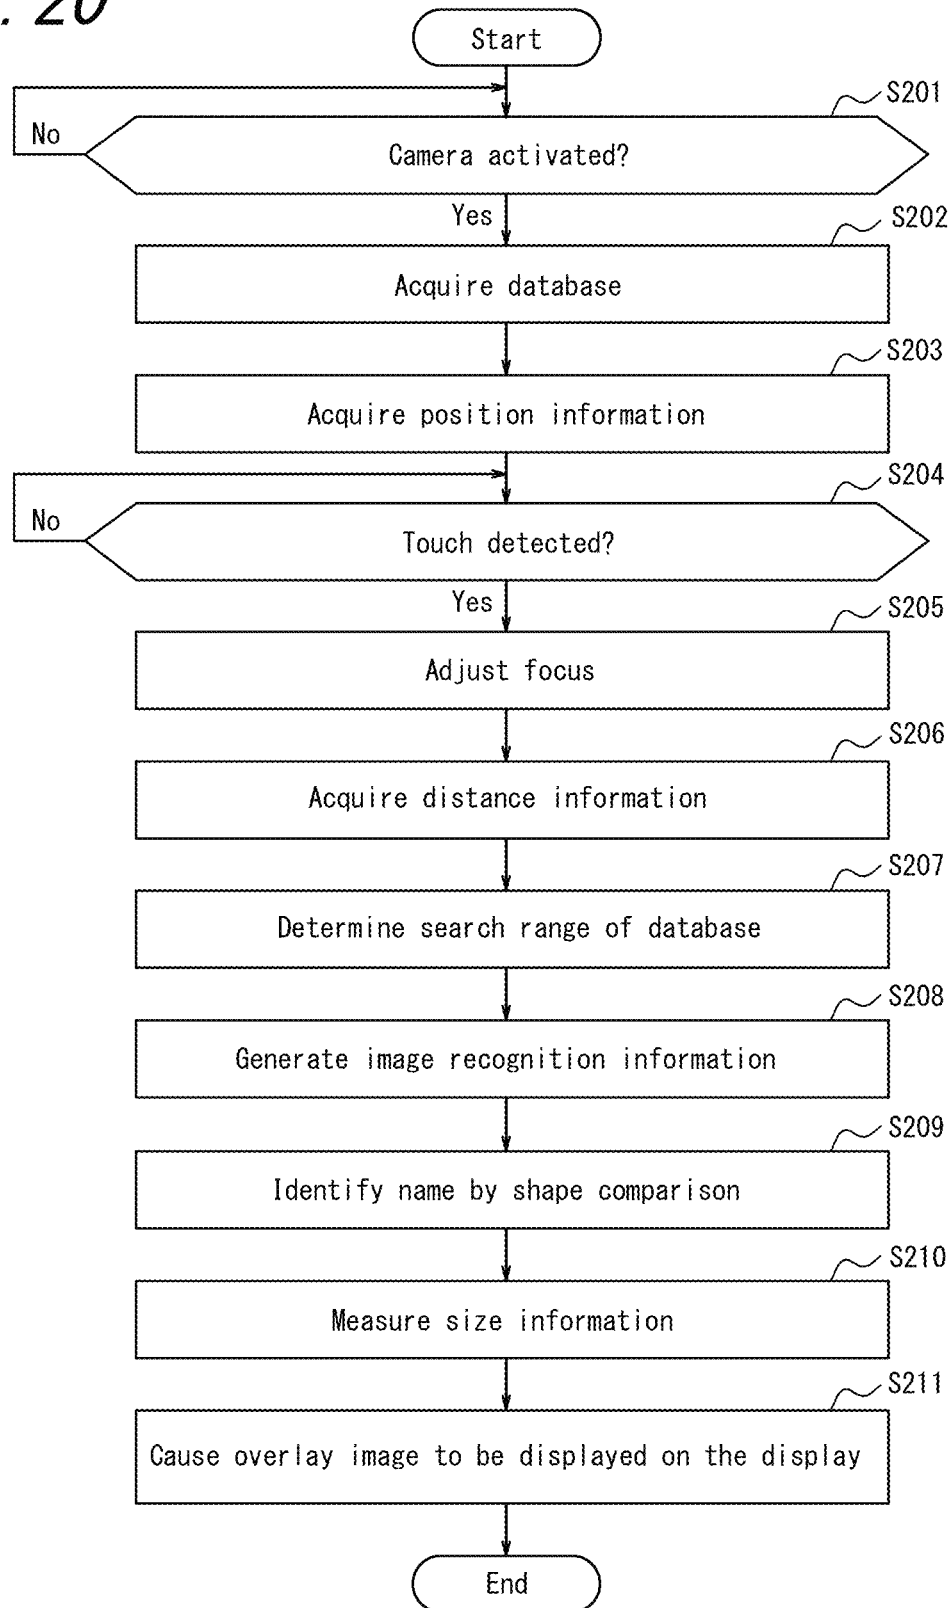 . 20
Start
S201
No
Camera activated?
Yes
S202
Acquire database
S203
Acquire position information
S204
No
Touch detected?
Yes
S205
Adjust focus
S206
Acquire distance information
S207
Determine search range of database
S208
Generate image recognition information
S209
Identify name by shape comparison
S210
Measure size information
S211
Cause overlay image to be displayed on the display
End